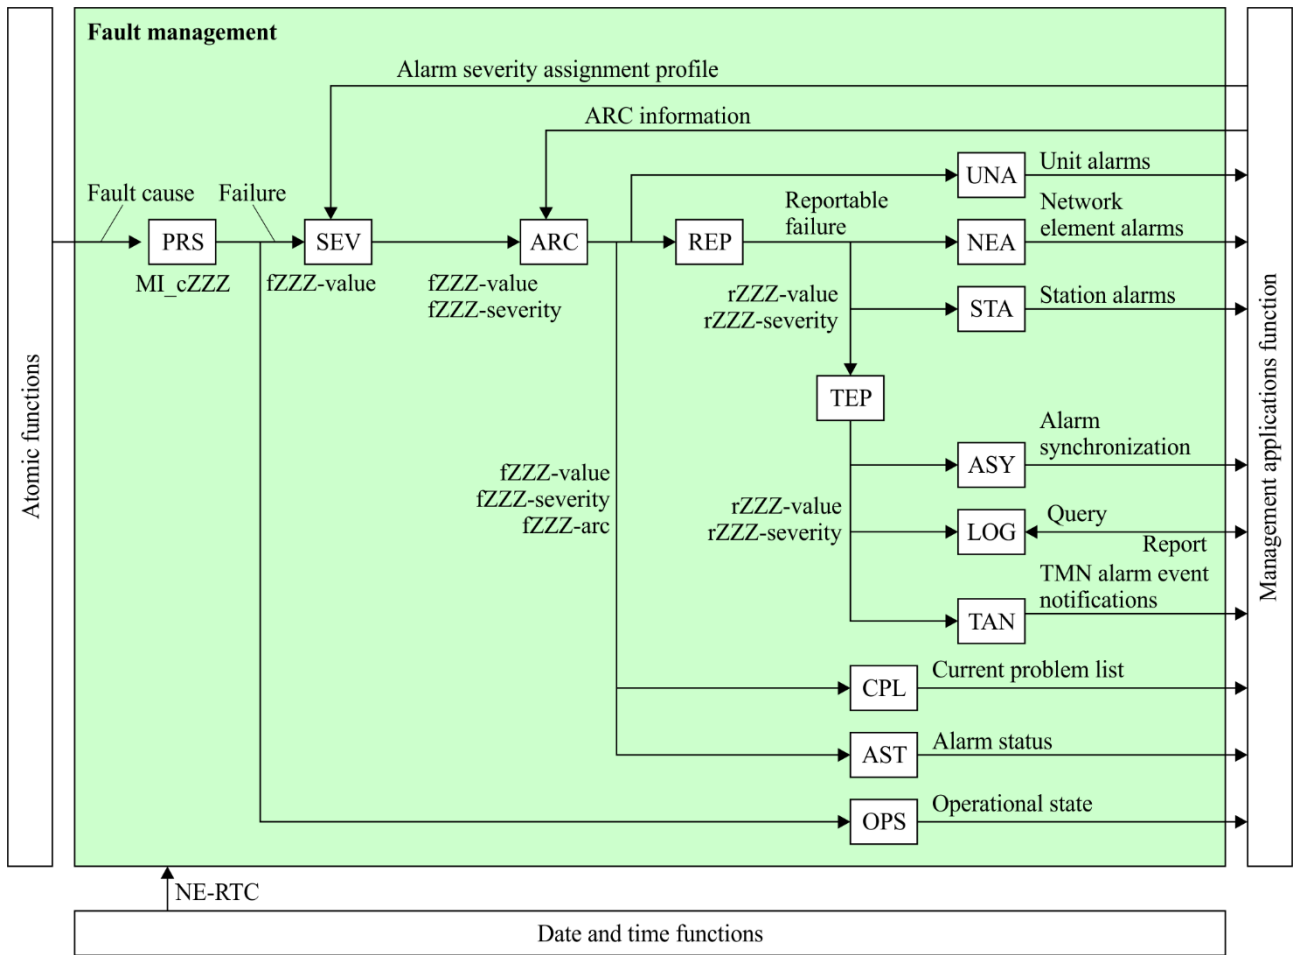 Fault management
Alarm severity assignment profile
ARC information
UNA
Unit alarms
Fault cause
Failure
Reportable
failure
Network
element alarms
PRS
SEV
ARC
REP
NEA
MI_cZZZ
fZZZ-value
fZZZ-value
fZZZ-severity
rZZZ-value
rZZZ-severity
STA
Station alarms
TEP
Atomic functions
Management applications function
Alarm
synchronization
ASY
fZZZ-value
fZZZ-severity
fZZZ-arc
rZZZ-value
rZZZ-severity
LOG
Query
Report
TMN alarm event
notifications
TAN
CPL
Current problem list
AST
Alarm status
OPS
Operational state
NE-RTC
Date and time functions